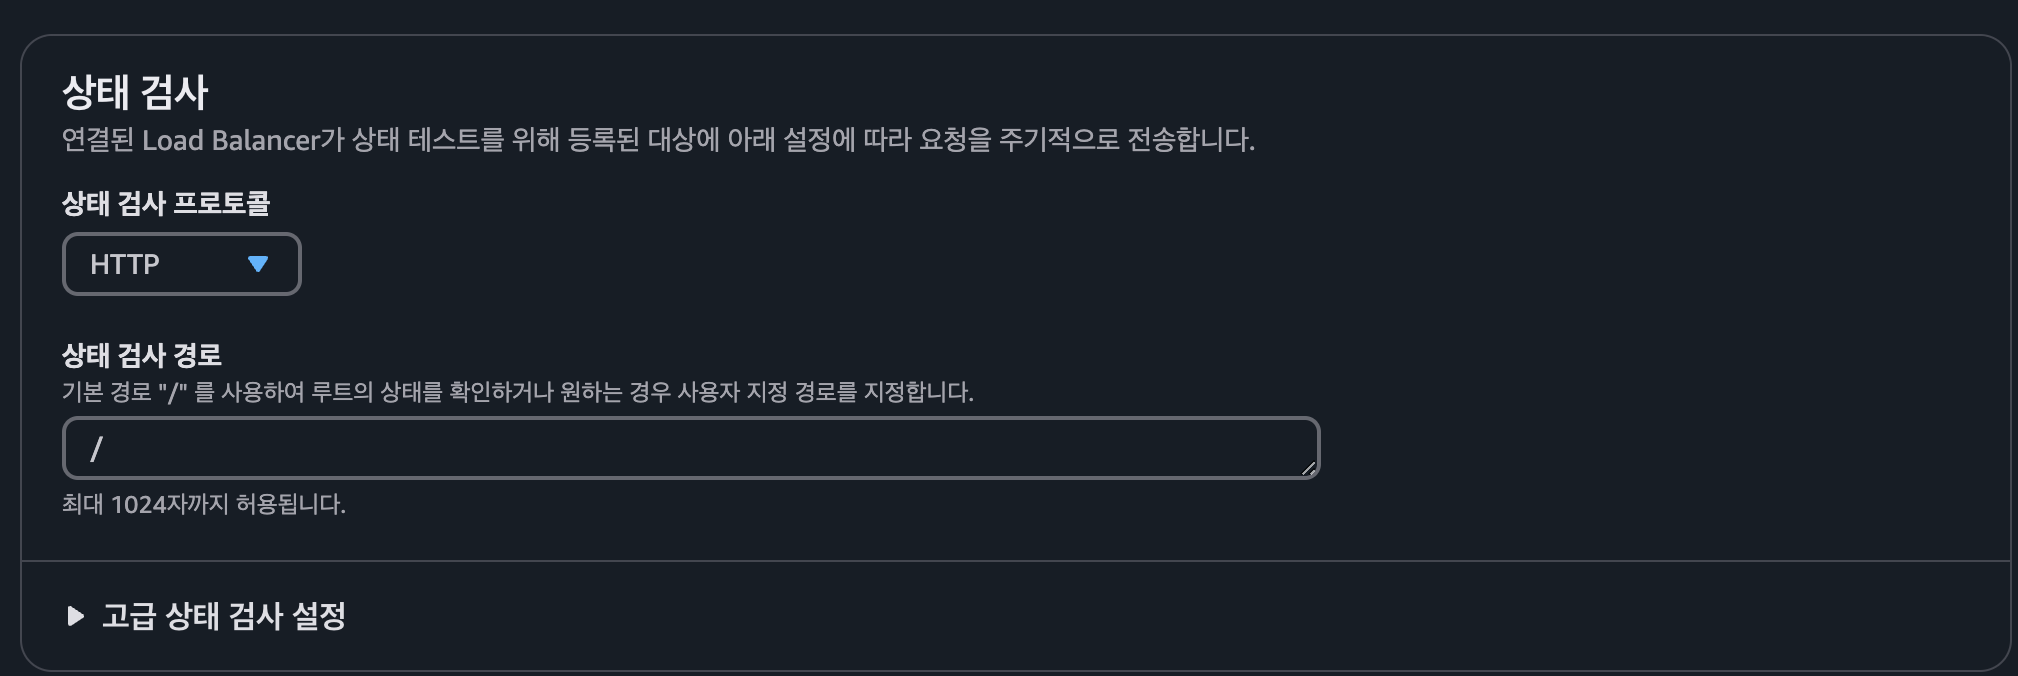 상태 검사
연결된 Load Balancer가 상태 테스트를 위해 등록된 대상에 아래 설정에 따라 요청을 주기적으로 전송합니다.
상태 검사 프로토콜
HTTP
상태 검사 경로
기본 경로 "/" 를 사용하여 루트의 상태를 확인하거나 원하는 경우 사용자 지정 경로를 지정합니다.
/
최대 1024자까지 허용됩니다.
고급 상태 검사 설정